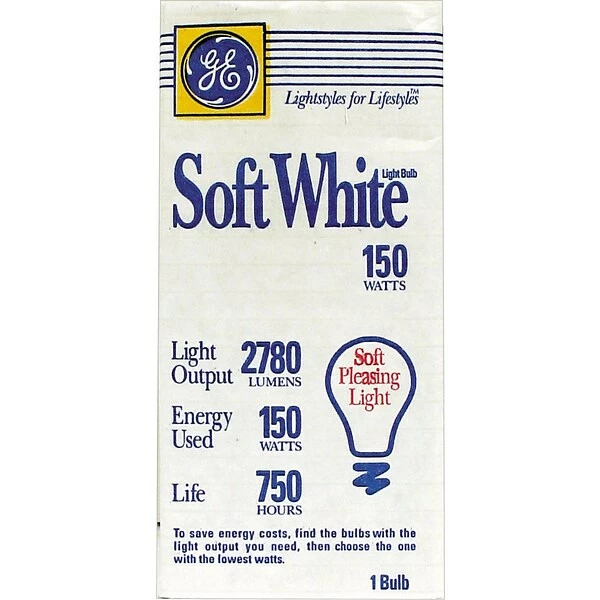 GE
Lightstyles for Lifestyles™
Light Bulb
Soft White
150
WATTS
Light Output 2780 LUMENS
Energy Used 150 WATTS
Life 750 HOURS
Soft
Pleasing
Light
To save energy costs, find the bulbs with the
light output you need, then choose the one
with the lowest watts.
1 Bulb